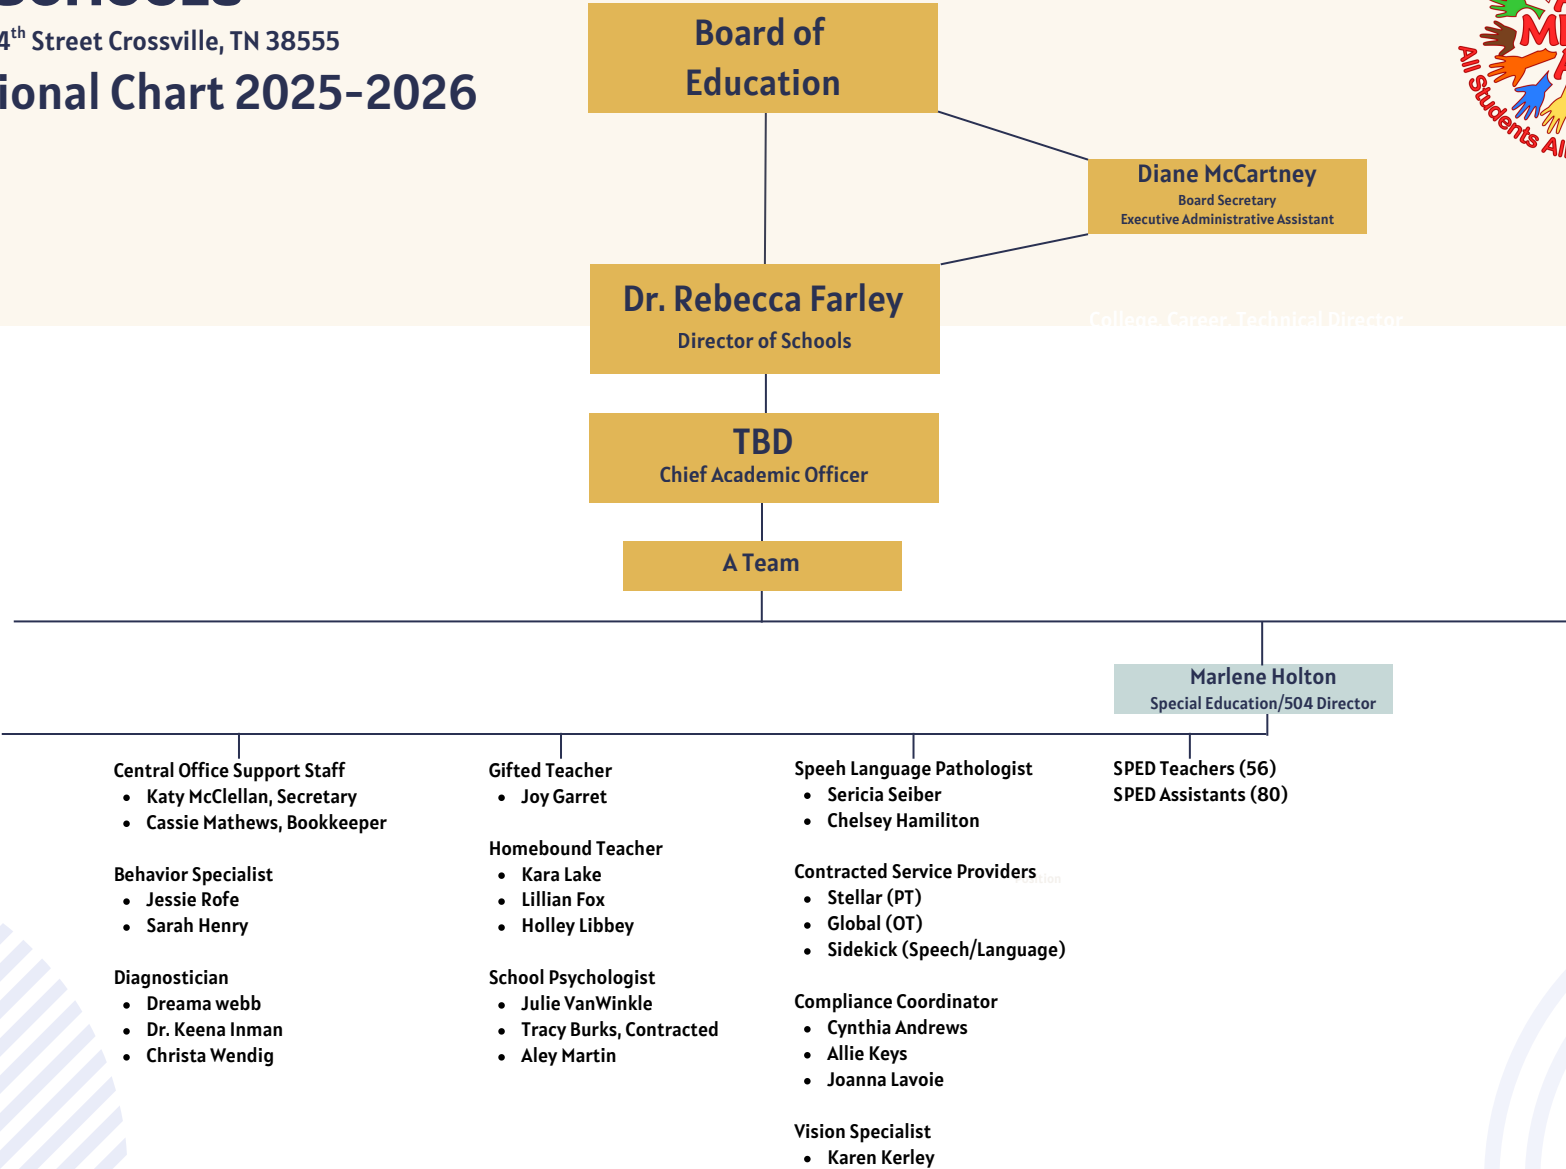 4th Street Crossville, TN 38555
ional Chart 2025-2026
Board of
Education
Diane McCartney
Board Secretary
Executive Administrative Assistant
All Students All
Dr. Rebecca Farley
Director of Schools
College, Career, Technical Director
TBD
Chief Academic Officer
A Team
Marlene Holton
Special Education/504 Director
Central Office Support Staff
• Katy McClellan, Secretary
• Cassie Mathews, Bookkeeper
Behavior Specialist
• Jessie Rofe
• Sarah Henry
Diagnostician
• Dreama webb
• Dr. Keena Inman
• Christa Wendig
Gifted Teacher
• Joy Garret
Homebound Teacher
• Kara Lake
• Lillian Fox
• Holley Libbey
School Psychologist
• Julie VanWinkle
• Tracy Burks, Contracted
• Aley Martin
Speeh Language Pathologist
• Sericia Seiber
• Chelsey Hamiliton
Contracted Service Providers
• Stellar (PT)
• Global (OT)
• Sidekick (Speech/Language)
Compliance Coordinator
• Cynthia Andrews
• Allie Keys
• Joanna Lavoie
Vision Specialist
• Karen Kerley
SPED Teachers (56)
SPED Assistants (80)